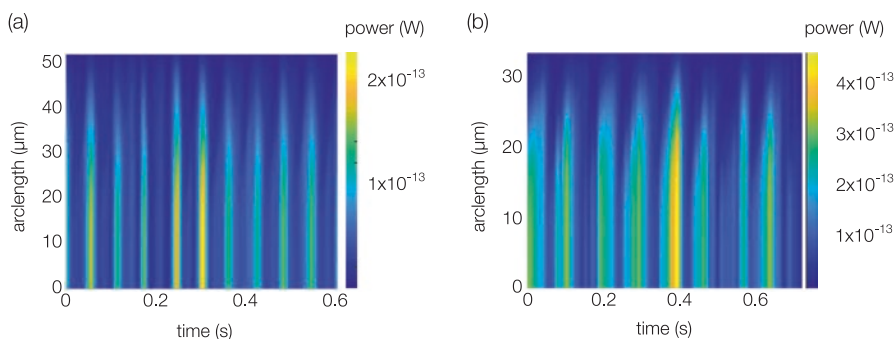 (a)
power (W)
50
40
30
20
10
0
arclength (µm)
0
0.2
0.4
0.6
time (s)
2x10⁻¹³
1x10⁻¹³
(b)
power (W)
30
20
10
0
arclength (µm)
0
0.2
0.4
0.6
time (s)
4x10⁻¹³
3x10⁻¹³
2x10⁻¹³
1x10⁻¹³